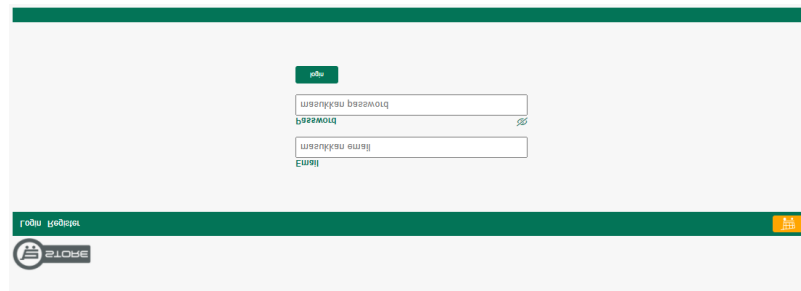 STORE
Login Register
Email
masukkan email
Password
masukkan password
login